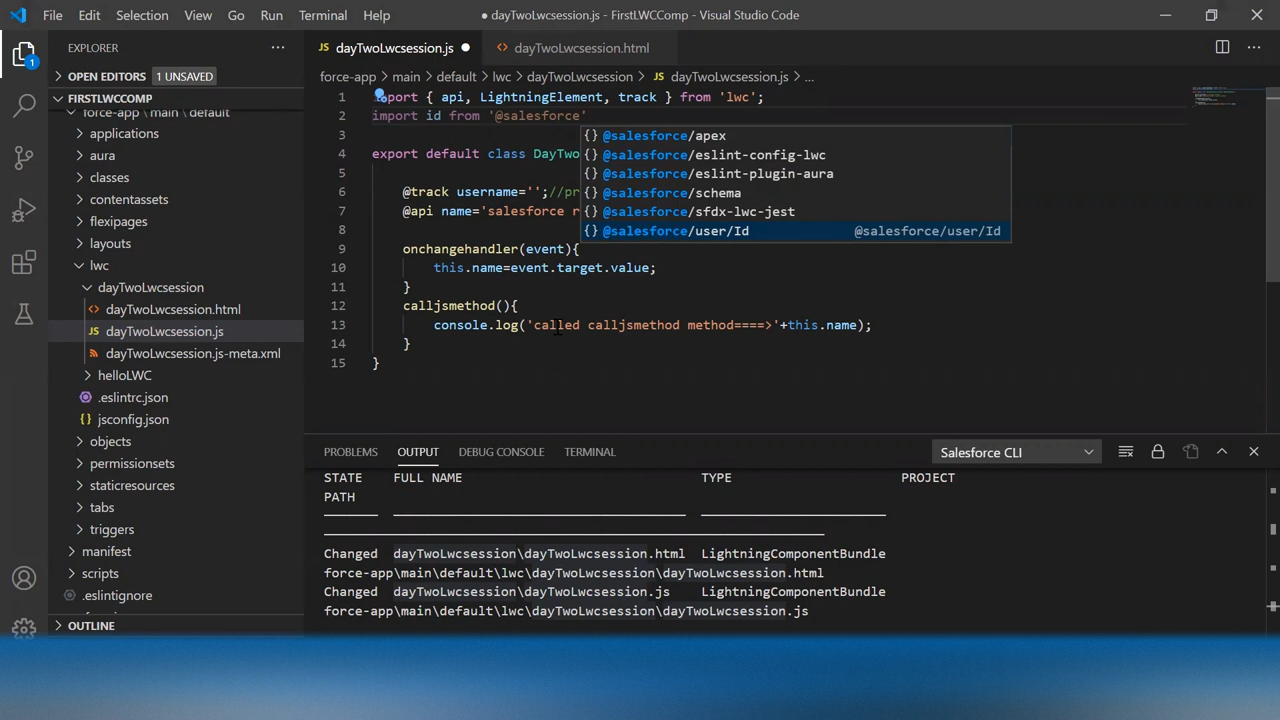 File Edit Selection View Go Run Terminal Help ● dayTwoLwcsession.js - FirstLWCComp - Visual Studio Code
EXPLORER
OPEN EDITORS 1 UNSAVED
FIRSTLWCCOMP
force-app \ main \ default
applications
aura
classes
contentassets
flexipages
layouts
lwc
dayTwoLwcsession
<> dayTwoLwcsession.html
JS dayTwoLwcsession.js
dayTwoLwcsession.js-meta.xml
helloLWC
.eslintrc.json
{} jsconfig.json
objects
permissionsets
staticresources
tabs
triggers
manifest
scripts
.eslintignore
OUTLINE
1
JS dayTwoLwcsession.js ●
<> dayTwoLwcsession.html
force-app > main > default > lwc > dayTwoLwcsession > JS dayTwoLwcsession.js > ...
1 import { api, LightningElement, track } from 'lwc';
2 import id from '@salesforce'
3
4 export default class DayTwo
5
6 @track username='';//pr
7 @api name='salesforce r
8
9 onchangehandler(event){
10 this.name=event.target.value;
11 }
12 calljsmethod(){
13 console.log('called calljsmethod method====>'+this.name);
14 }
15 }
{} @salesforce/apex
{} @salesforce/eslint-config-lwc
{} @salesforce/eslint-plugin-aura
{} @salesforce/schema
{} @salesforce/sfdx-lwc-jest
{} @salesforce/user/Id @salesforce/user/Id
PROBLEMS OUTPUT DEBUG CONSOLE TERMINAL Salesforce CLI
STATE FULL NAME TYPE PROJECT
PATH
Changed dayTwoLwcsession\dayTwoLwcsession.html LightningComponentBundle
force-app\main\default\lwc\dayTwoLwcsession\dayTwoLwcsession.html
Changed dayTwoLwcsession\dayTwoLwcsession.js LightningComponentBundle
force-app\main\default\lwc\dayTwoLwcsession\dayTwoLwcsession.js